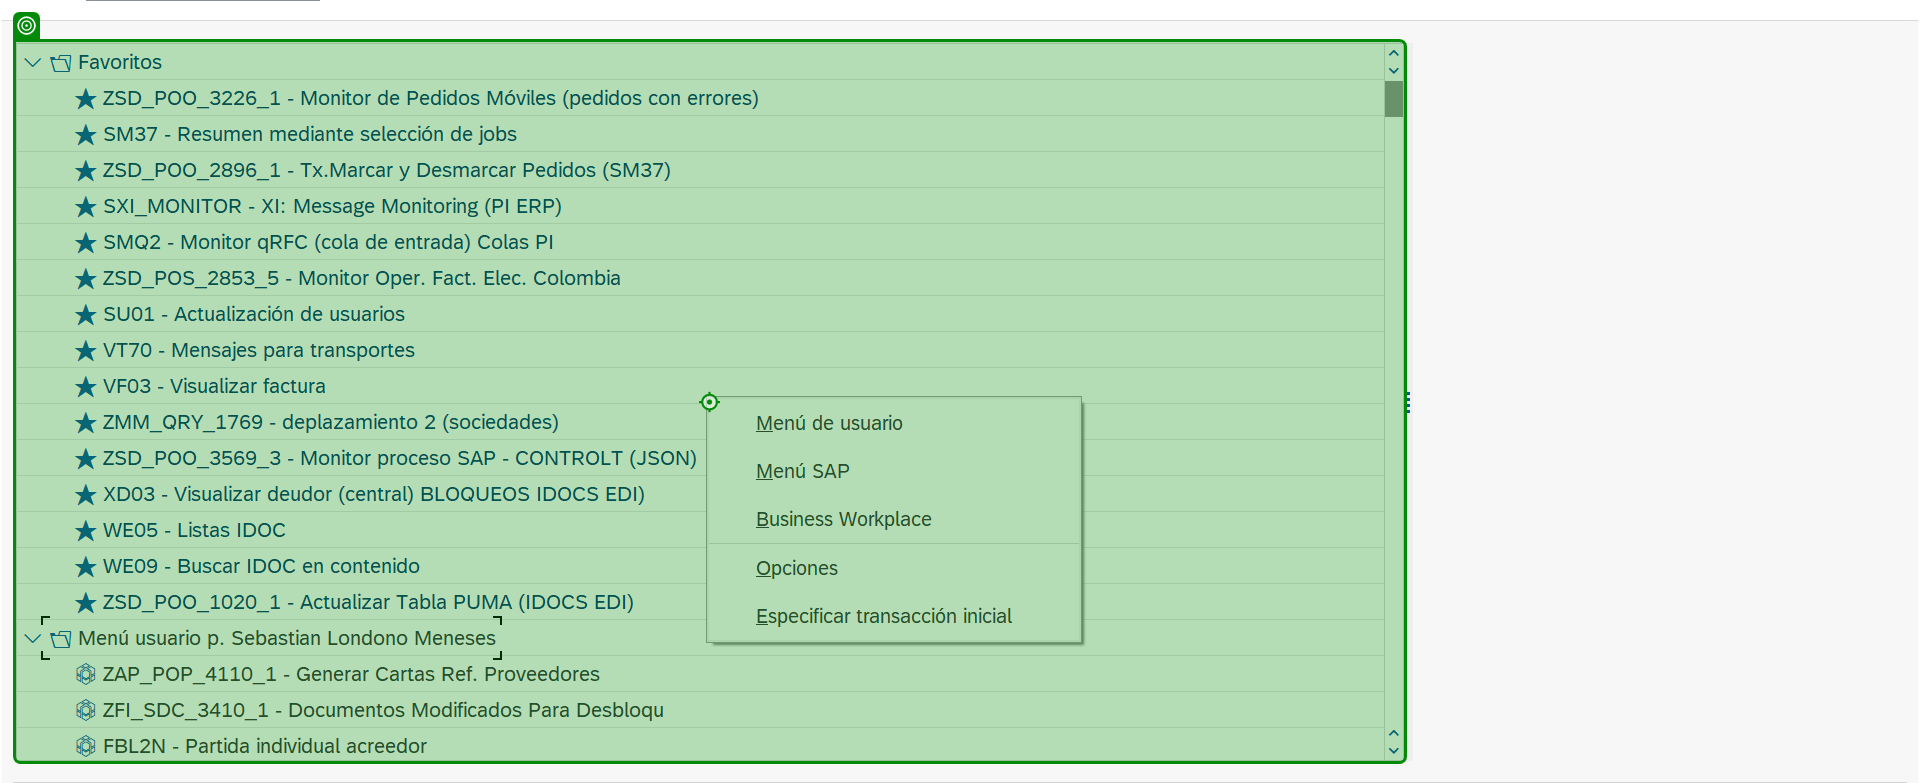 Favoritos
ZSD_POO_3226_1 - Monitor de Pedidos Móviles (pedidos con errores)
SM37 - Resumen mediante selección de jobs
ZSD_POO_2896_1 - Tx.Marcar y Desmarcar Pedidos (SM37)
SXI_MONITOR - XI: Message Monitoring (PI ERP)
SMQ2 - Monitor qRFC (cola de entrada) Colas PI
ZSD_POS_2853_5 - Monitor Oper. Fact. Elec. Colombia
SU01 - Actualización de usuarios
VT70 - Mensajes para transportes
VF03 - Visualizar factura
ZMM_QRY_1769 - deplazamiento 2 (sociedades)
ZSD_POO_3569_3 - Monitor proceso SAP - CONTROLT (JSON)
XD03 - Visualizar deudor (central) BLOQUEOS IDOCS EDI)
WE05 - Listas IDOC
WE09 - Buscar IDOC en contenido
ZSD_POO_1020_1 - Actualizar Tabla PUMA (IDOCS EDI)
Menú usuario p. Sebastian Londono Meneses
ZAP_POP_4110_1 - Generar Cartas Ref. Proveedores
ZFI_SDC_3410_1 - Documentos Modificados Para Desbloqu
FBL2N - Partida individual acreedor
Menú de usuario
Menú SAP
Business Workplace
Opciones
Especificar transacción inicial